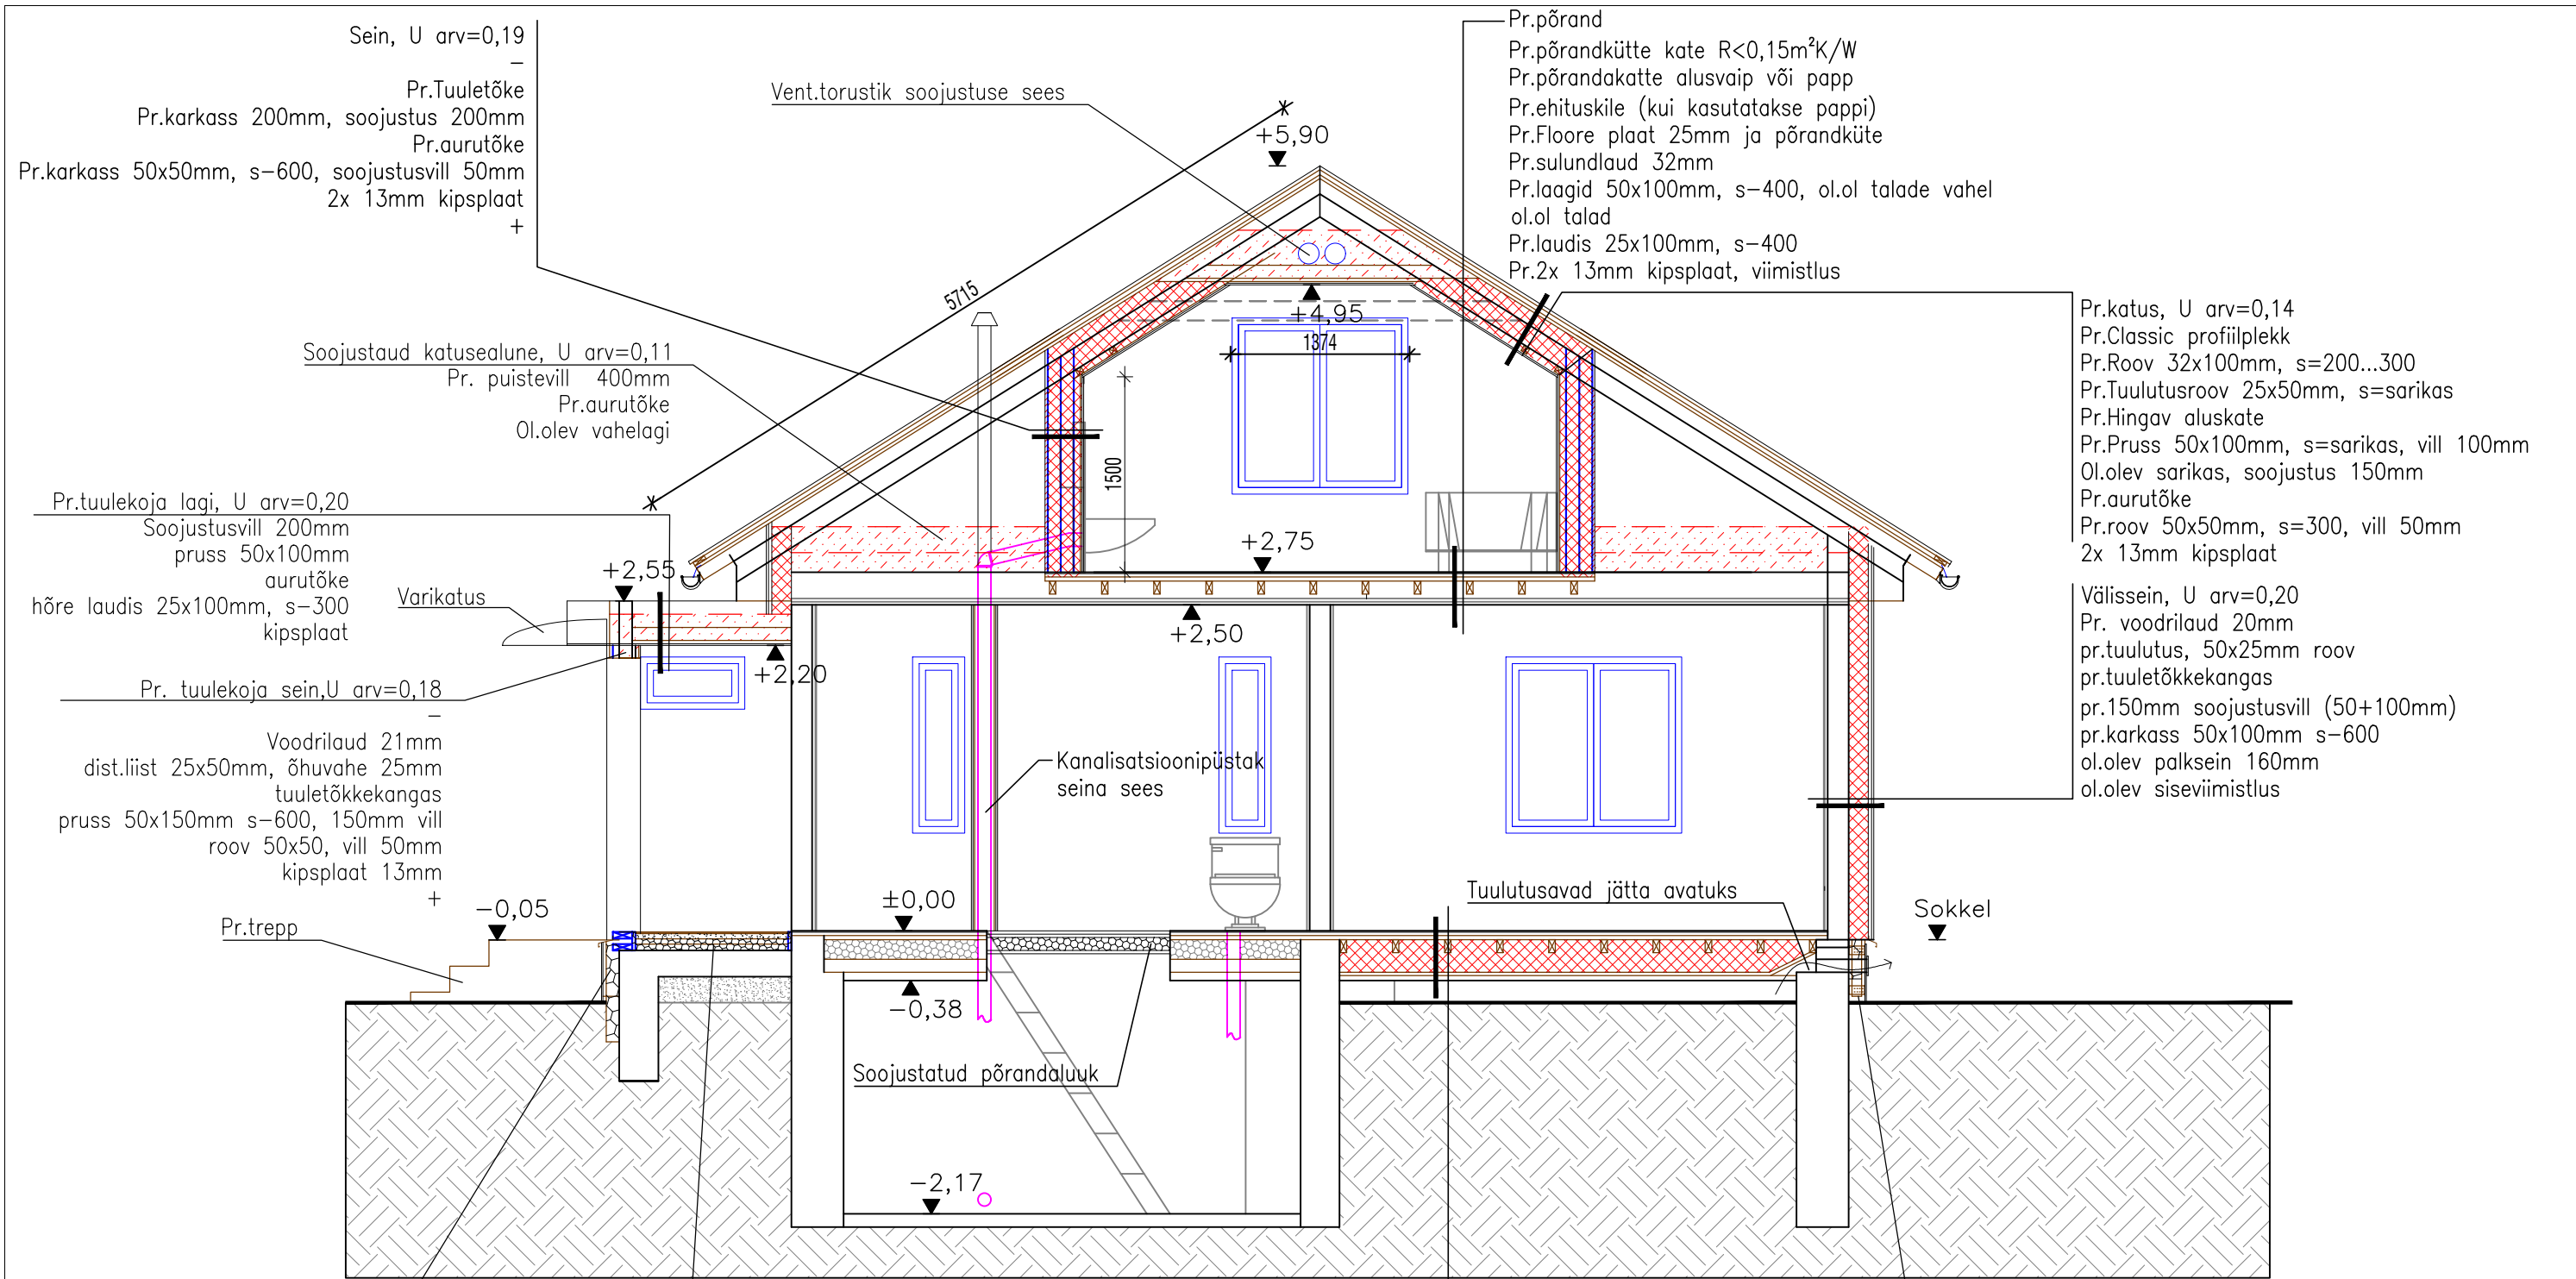 Sein, U arv=0,19
-
Pr.Tuuletõke
Pr.karkass 200mm, soojustus 200mm
Pr.aurutõke
Pr.karkass 50x50mm, s-600, soojustusvill 50mm
2x 13mm kipsplaat
+
Vent.torustik soojustuse sees
Pr.põrand
Pr.põrandkütte kate R<0,15m²K/W
Pr.põrandakatte alusvaip või papp
Pr.ehituskile (kui kasutatakse pappi)
Pr.Floore plaat 25mm ja põrandküte
Pr.sulundlaud 32mm
Pr.laagid 50x100mm, s-400, ol.ol talade vahel
ol.ol talad
Pr.laudis 25x100mm, s-400
Pr.2x 13mm kipsplaat, viimistlus
+5,90
5715
+4,95
1374
1500
Soojustaud katusealune, U arv=0,11
Pr. puistevill 400mm
Pr.aurutõke
Ol.olev vahelagi
Pr.katus, U arv=0,14
Pr.Classic profiilplekk
Pr.Roov 32x100mm, s=200...300
Pr.Tuulutusroov 25x50mm, s=sarikas
Pr.Hingav aluskate
Pr.Pruss 50x100mm, s=sarikas, vill 100mm
Ol.olev sarikas, soojustus 150mm
Pr.aurutõke
Pr.roov 50x50mm, s=300, vill 50mm
2x 13mm kipsplaat
Pr.tuulekoja lagi, U arv=0,20
Soojustusvill 200mm
pruss 50x100mm
aurutõke
hõre laudis 25x100mm, s-300
kipsplaat
Varikatus
+2,55
+2,75
+2,50
+2,20
Välissein, U arv=0,20
Pr. voodrilaud 20mm
pr.tuulutus, 50x25mm roov
pr.tuuletõkkekangas
pr.150mm soojustusvill (50+100mm)
pr.karkass 50x100mm s-600
ol.olev palksein 160mm
ol.olev siseviimistlus
Pr. tuulekoja sein,U arv=0,18
-
Voodrilaud 21mm
dist.liist 25x50mm, õhuvahe 25mm
tuuletõkkekangas
pruss 50x150mm s-600, 150mm vill
roov 50x50, vill 50mm
kipsplaat 13mm
+
Kanalisatsioonipüstak
seina sees
Pr.trepp
-0,05
±0,00
Tuulutusavad jätta avatuks
Sokkel
-0,38
Soojustatud põrandaluuk
-2,17